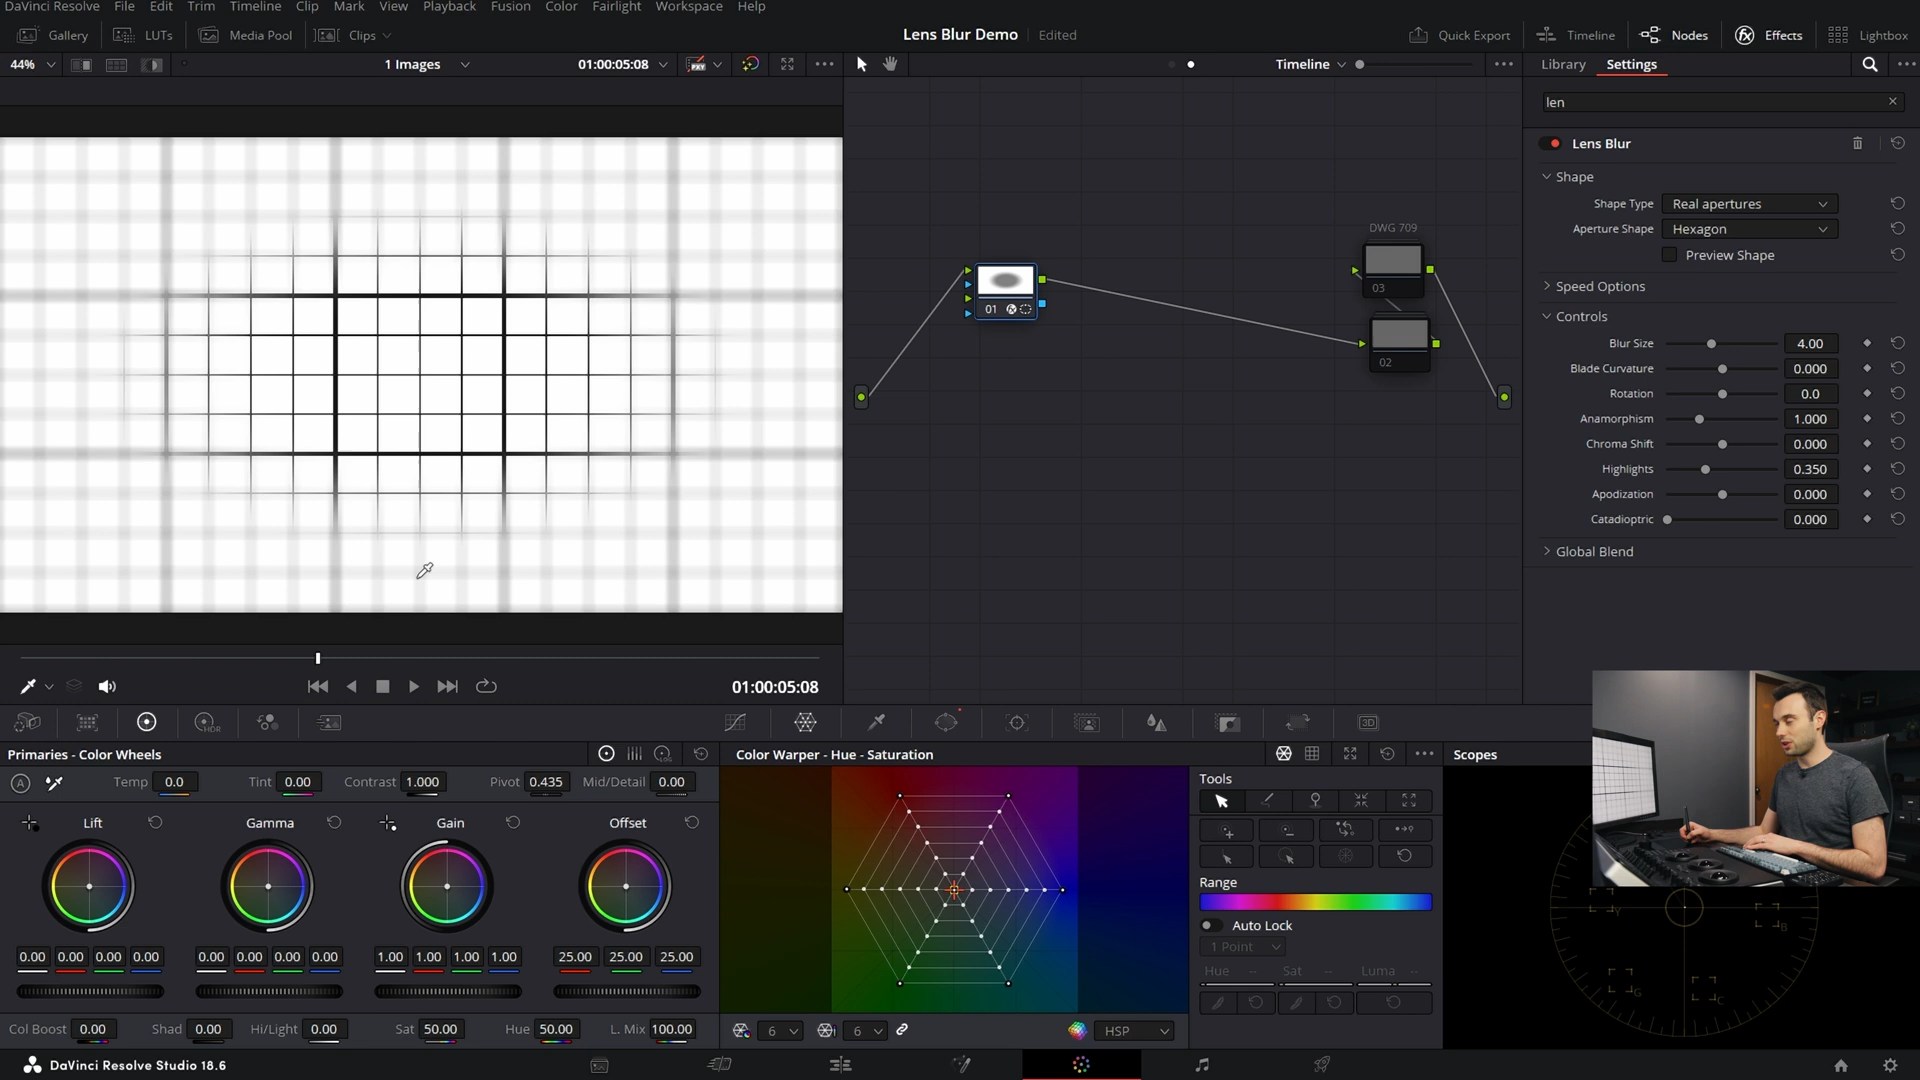 DaVinci Resolve File Edit Trim Timeline Clip Mark View Playback Fusion Color Fairlight Workspace Help
Gallery LUTs Media Pool Clips Lens Blur Demo Edited Quick Export Timeline Nodes Effects Lightbox
44% 1 Images 01:00:05:08 Timeline Library Settings
len
Lens Blur
Shape
Shape Type Real apertures
Aperture Shape Hexagon
Preview Shape
Speed Options
Controls
Blur Size 4.00
Blade Curvature 0.000
Rotation 0.0
Anamorphism 1.000
Chroma Shift 0.000
Highlights 0.350
Apodization 0.000
Catadioptric 0.000
Global Blend
DWG 709
03
01
02
01:00:05:08
HDR
3D
Primaries - Color Wheels LOG Color Warper - Hue - Saturation Scopes
A Temp 0.0 Tint 0.00 Contrast 1.000 Pivot 0.435 Mid/Detail 0.00
Lift Gamma Gain Offset
0.00 0.00 0.00 0.00 0.00 0.00 0.00 0.00 1.00 1.00 1.00 1.00 25.00 25.00 25.00
Col Boost 0.00 Shad 0.00 Hi/Light 0.00 Sat 50.00 Hue 50.00 L. Mix 100.00
6 6 HSP
Tools
Range
Auto Lock
1 Point
Hue -- Sat -- Luma --
Y
B
G
C
DaVinci Resolve Studio 18.6